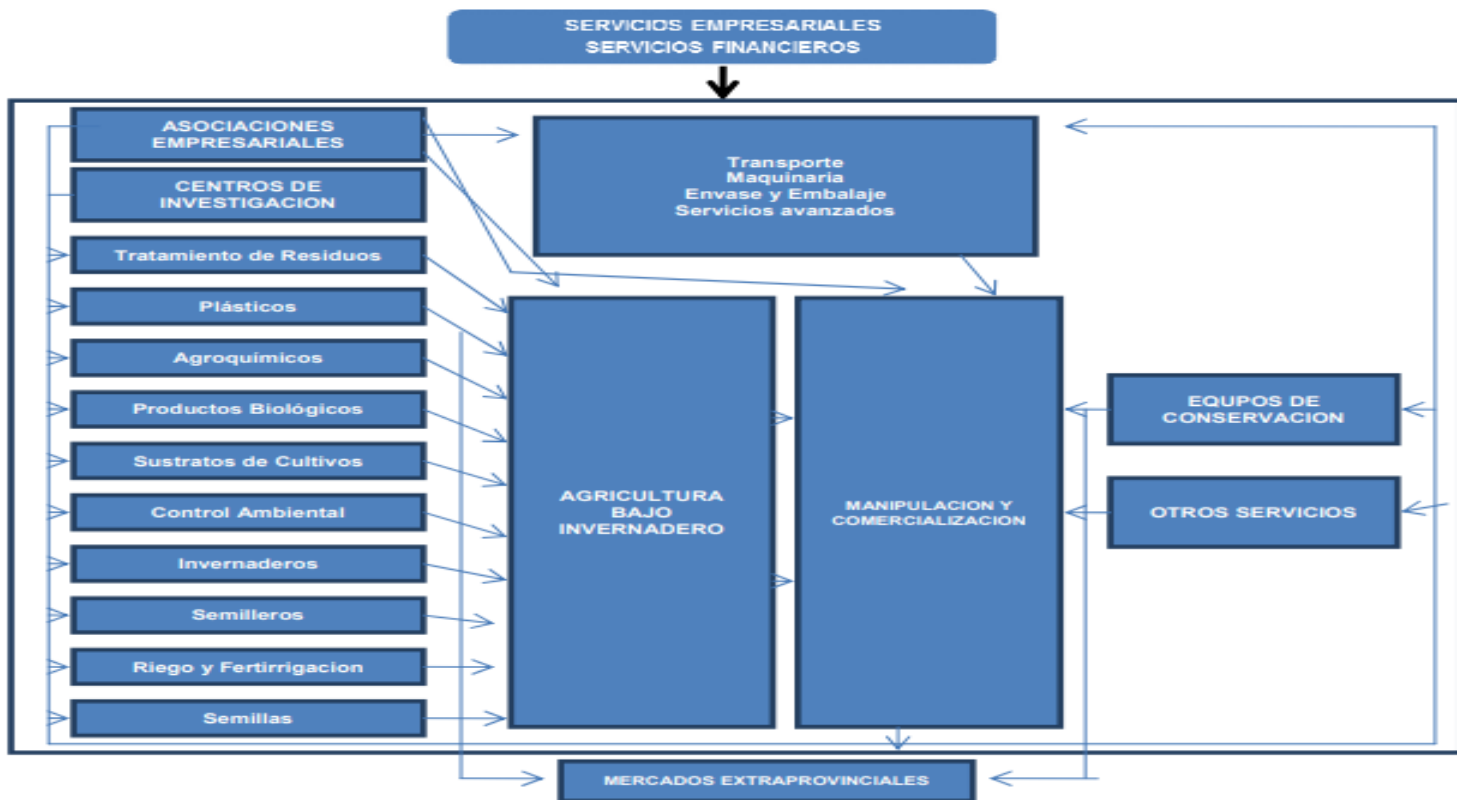 SERVICIOS EMPRESARIALES
SERVICIOS FINANCIEROS
ASOCIACIONES
EMPRESARIALES
CENTROS DE
INVESTIGACION
Tratamiento de Residuos
Plásticos
Agroquímicos
Productos Biológicos
Sustratos de Cultivos
Control Ambiental
Invernaderos
Semilleros
Riego y Fertirrigacion
Semillas
Transporte
Maquinaria
Envase y Embalaje
Servicios avanzados
AGRICULTURA
BAJO
INVERNADERO
MANIPULACION Y
COMERCIALIZACION
EQUPOS DE
CONSERVACION
OTROS SERVICIOS
MERCADOS EXTRAPROVINCIALES